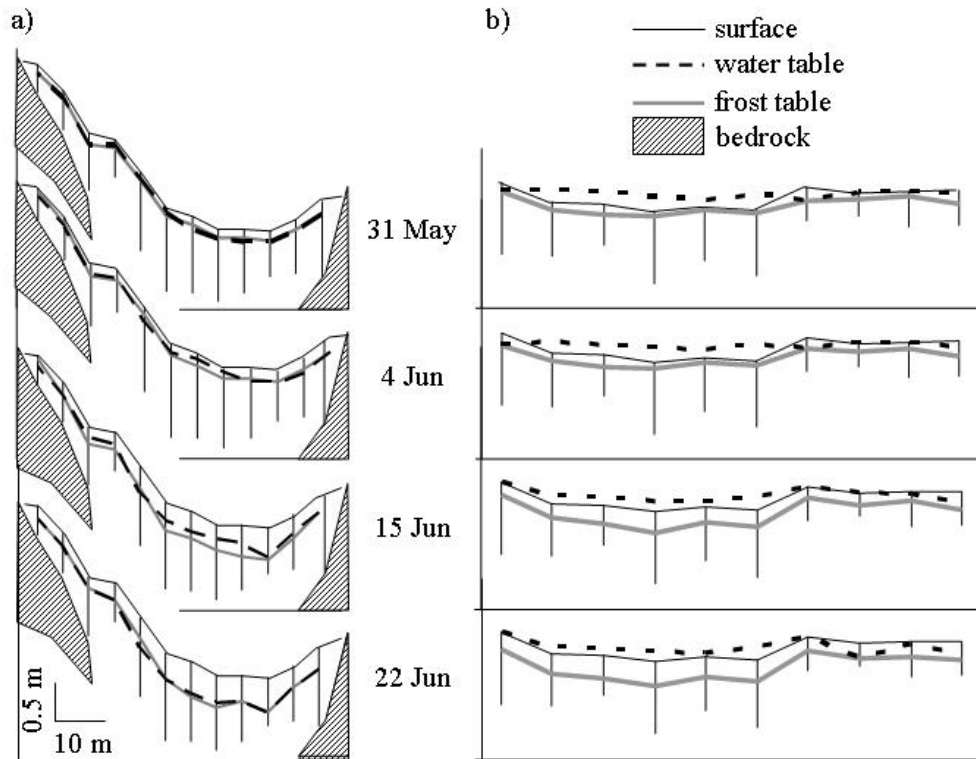 a)
b)
surface
water table
frost table
bedrock
31 May
4 Jun
15 Jun
22 Jun
0.5 m
10 m